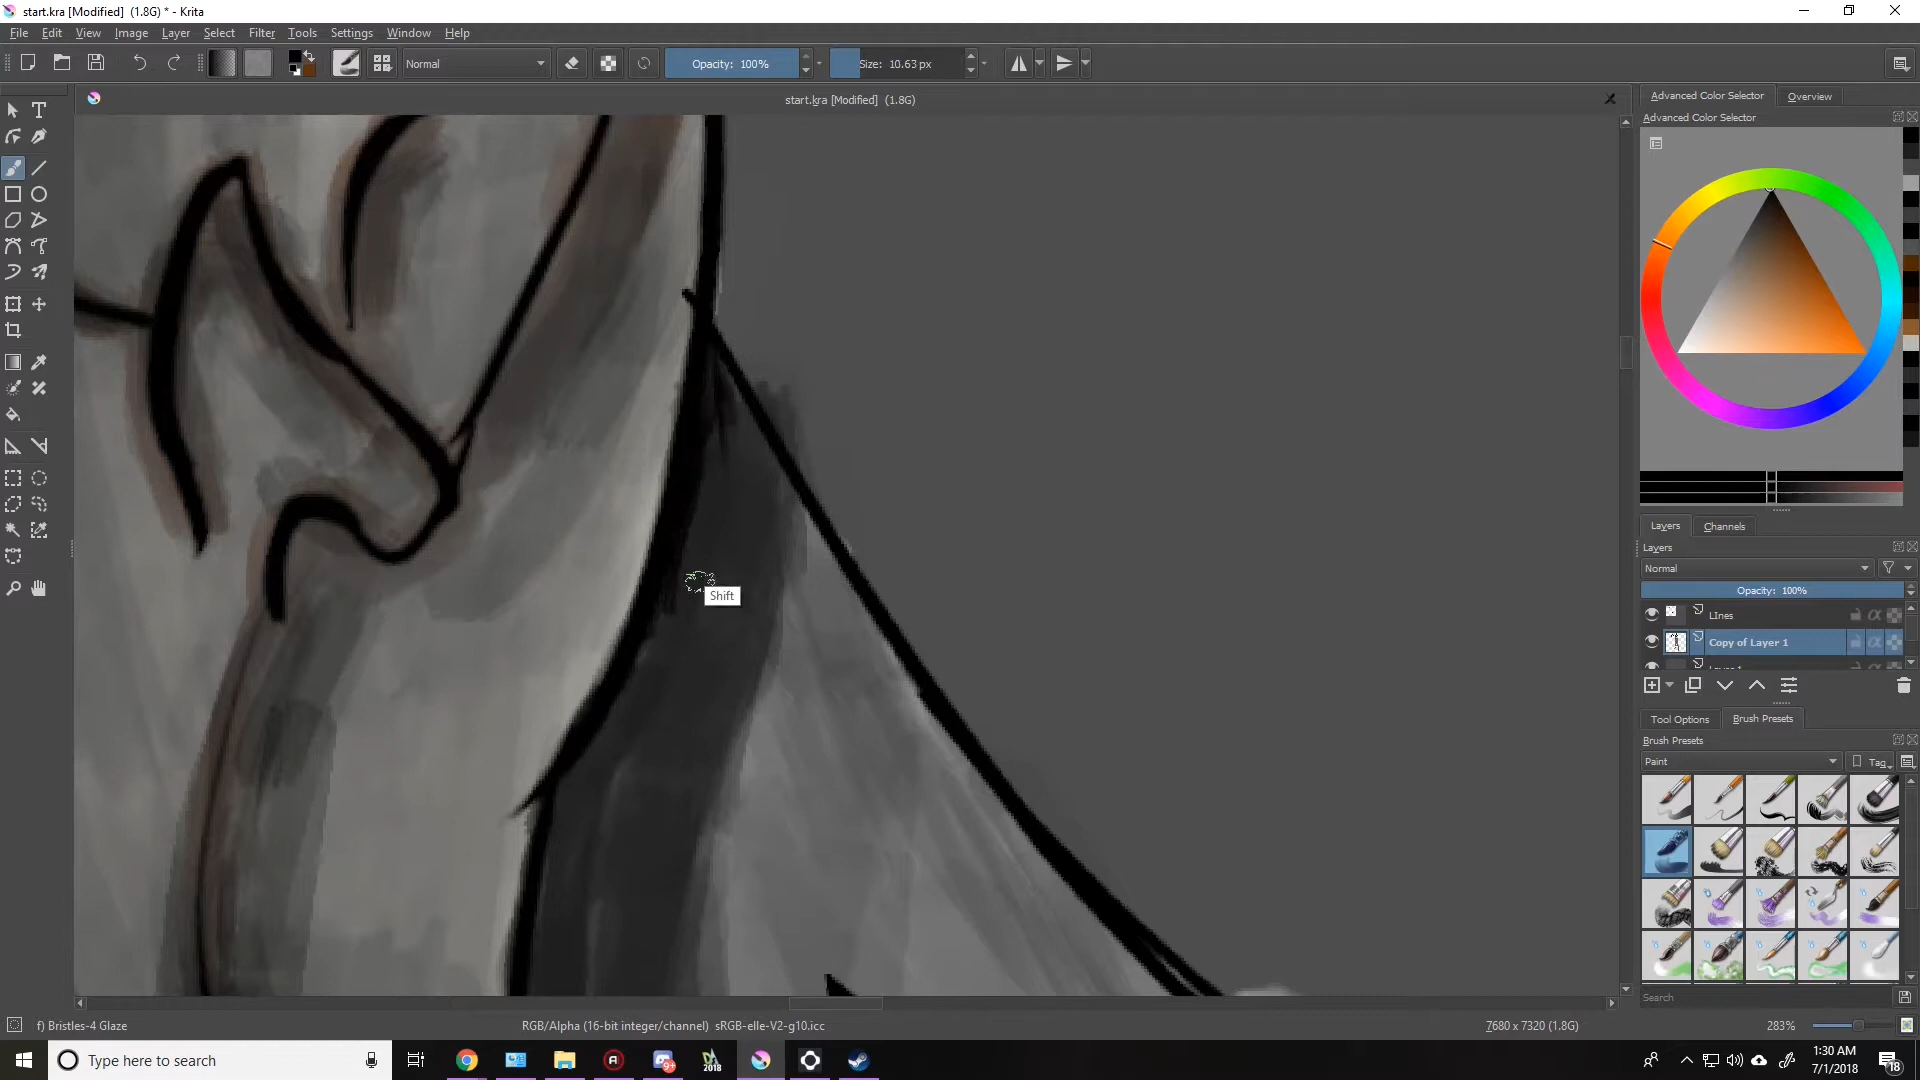 start.kra [Modified]  (1.8G) * - Krita
File Edit View Image Layer Select Filter Tools Settings Window Help
Normal Opacity: 100% Size: 10.63 px
start.kra [Modified]  (1.8G)
Advanced Color Selector Overview
Advanced Color Selector
Shift
Layers Channels
Layers
Normal
Opacity: 100%
LInes
Copy of Layer 1
Tool Options Brush Presets
Brush Presets
Paint Tag
Search
f) Bristles-4 Glaze RGB/Alpha (16-bit integer/channel)  sRGB-elle-V2-g10.icc 7680 x 7320 (1.8G) 283%
Type here to search 9+ 2018 1:30 AM
7/1/2018 18